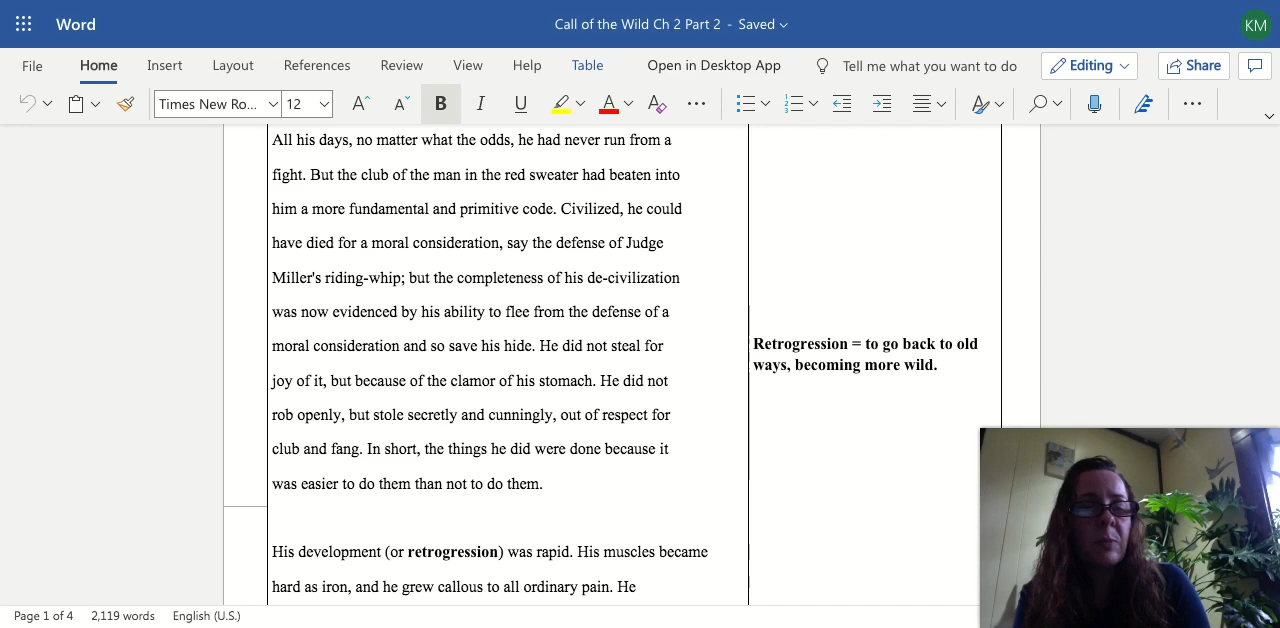 Word
Call of the Wild Ch 2 Part 2 - Saved
KM
File Home Insert Layout References Review View Help Table Open in Desktop App Tell me what you want to do Editing Share
Times New Ro... 12 A A B I U A A
All his days, no matter what the odds, he had never run from a
fight. But the club of the man in the red sweater had beaten into
him a more fundamental and primitive code. Civilized, he could
have died for a moral consideration, say the defense of Judge
Miller's riding-whip; but the completeness of his de-civilization
was now evidenced by his ability to flee from the defense of a
moral consideration and so save his hide. He did not steal for
joy of it, but because of the clamor of his stomach. He did not
rob openly, but stole secretly and cunningly, out of respect for
club and fang. In short, the things he did were done because it
was easier to do them than not to do them.
Retrogression = to go back to old
ways, becoming more wild.
His development (or retrogression) was rapid. His muscles became
hard as iron, and he grew callous to all ordinary pain. He
Page 1 of 4 2,119 words English (U.S.)